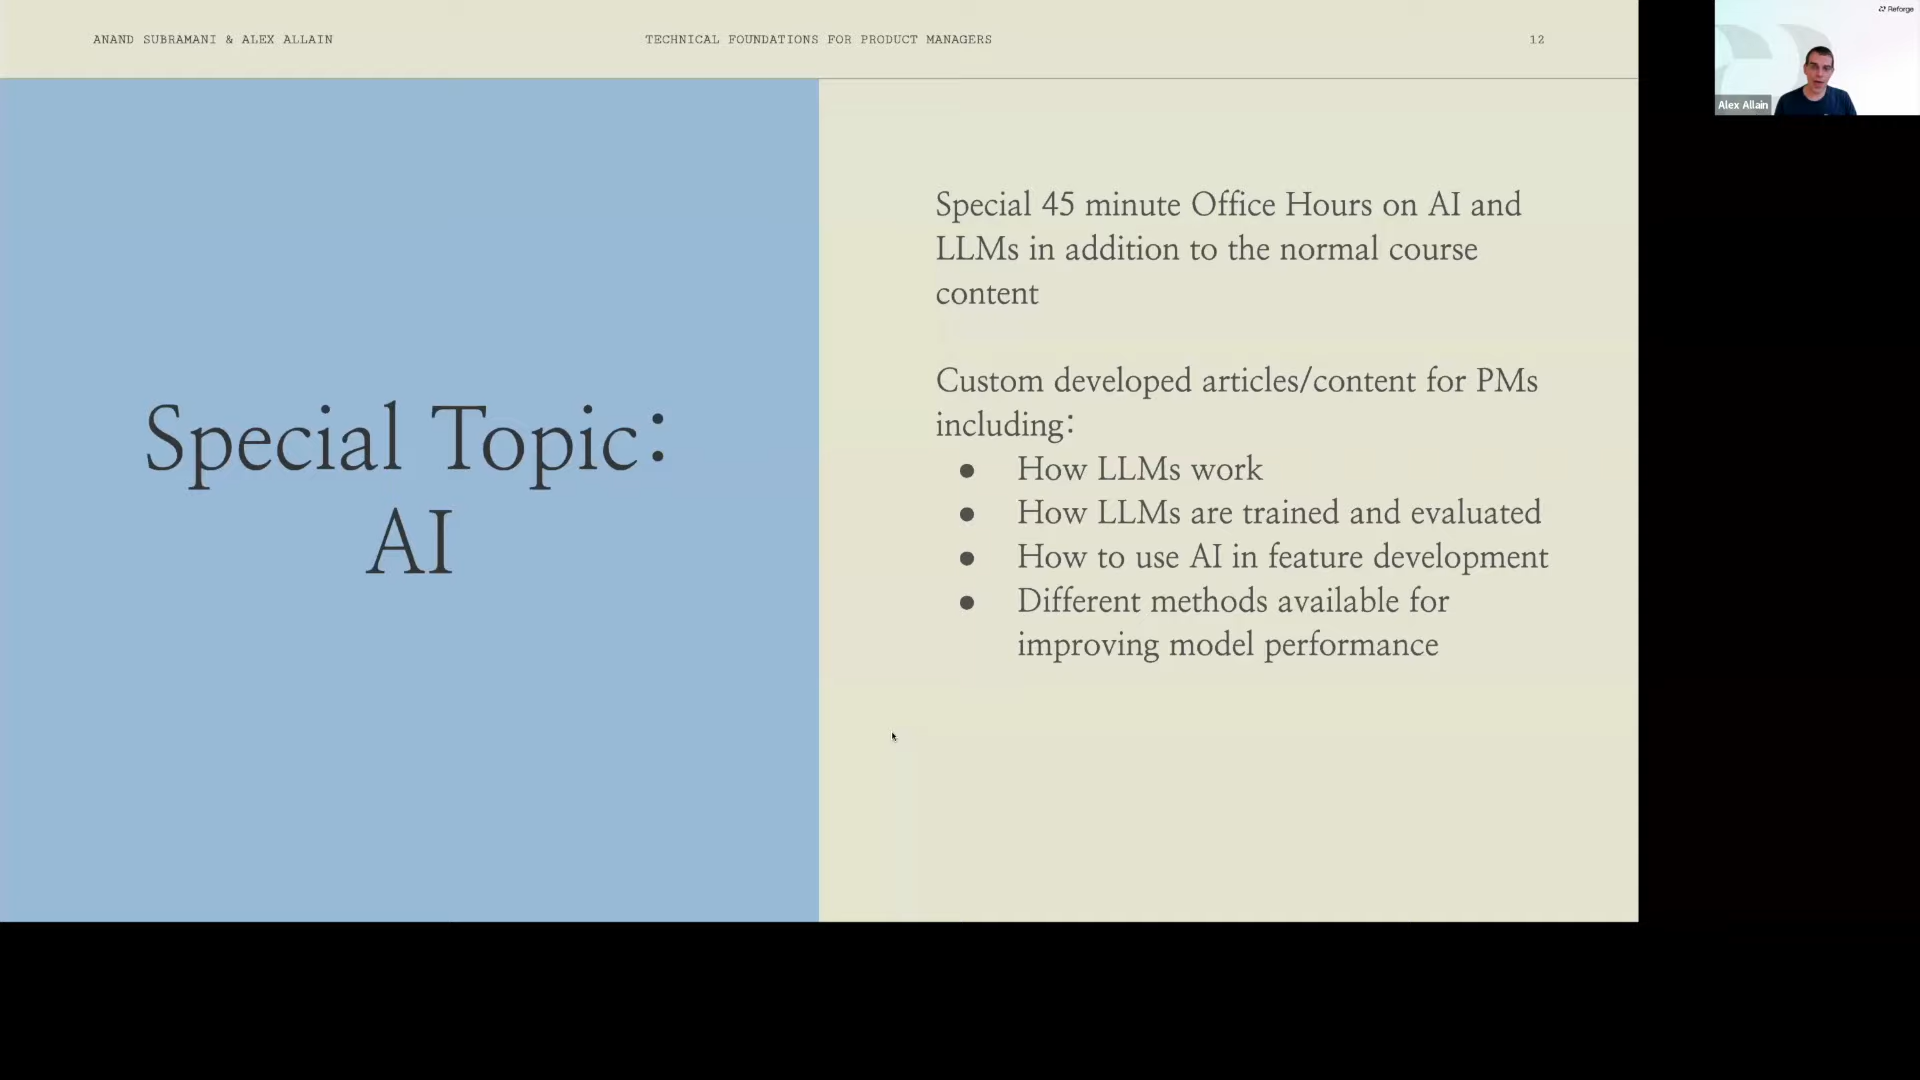 ANAND SUBRAMANI & ALEX ALLAIN
TECHNICAL FOUNDATIONS FOR PRODUCT MANAGERS
12
Reforge
Alex Allain
Special Topic:
AI
Special 45 minute Office Hours on AI and
LLMs in addition to the normal course
content
Custom developed articles/content for PMs
including:
● How LLMs work
● How LLMs are trained and evaluated
● How to use AI in feature development
● Different methods available for
improving model performance